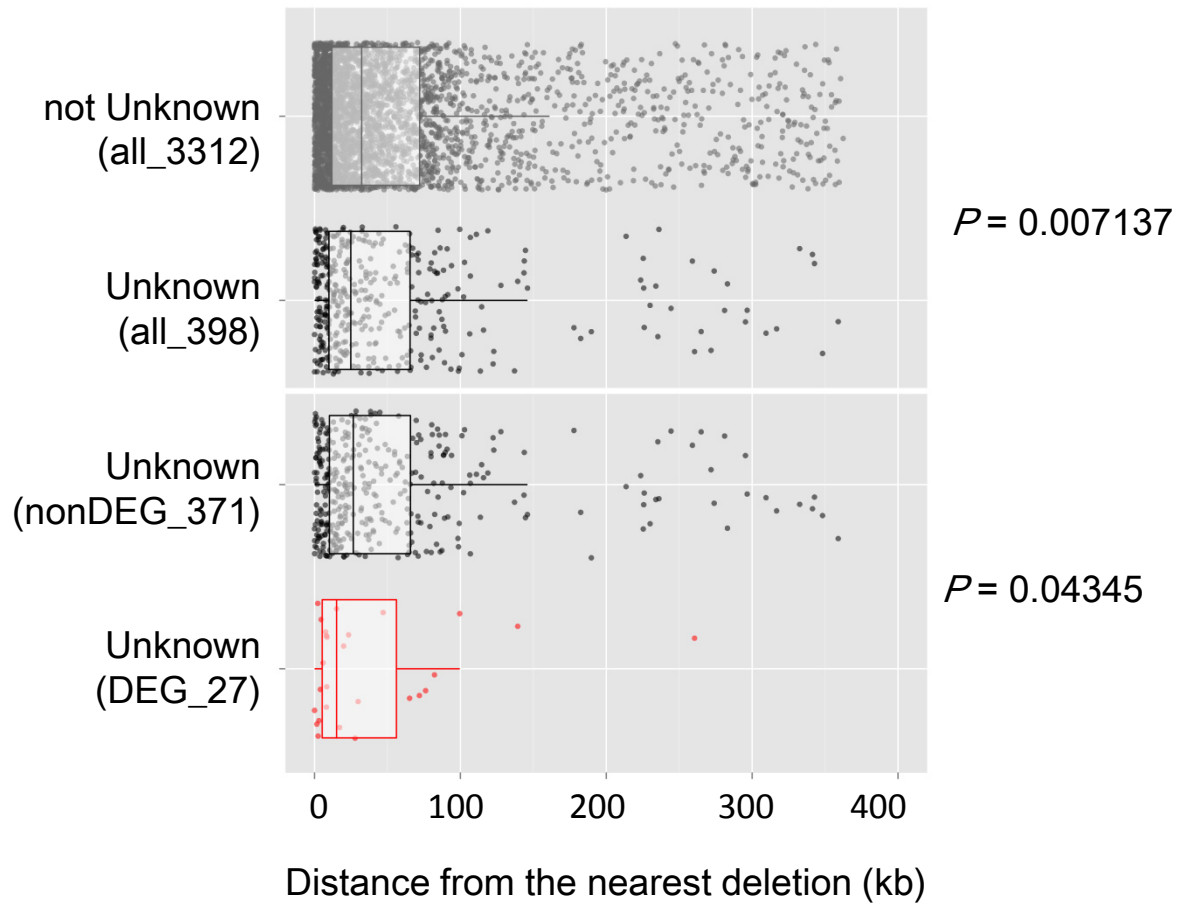 not Unknown
(all_3312)
P = 0.007137
Unknown
(all_398)
Unknown
(nonDEG_371)
P = 0.04345
Unknown
(DEG_27)
0 100 200 300 400
Distance from the nearest deletion (kb)